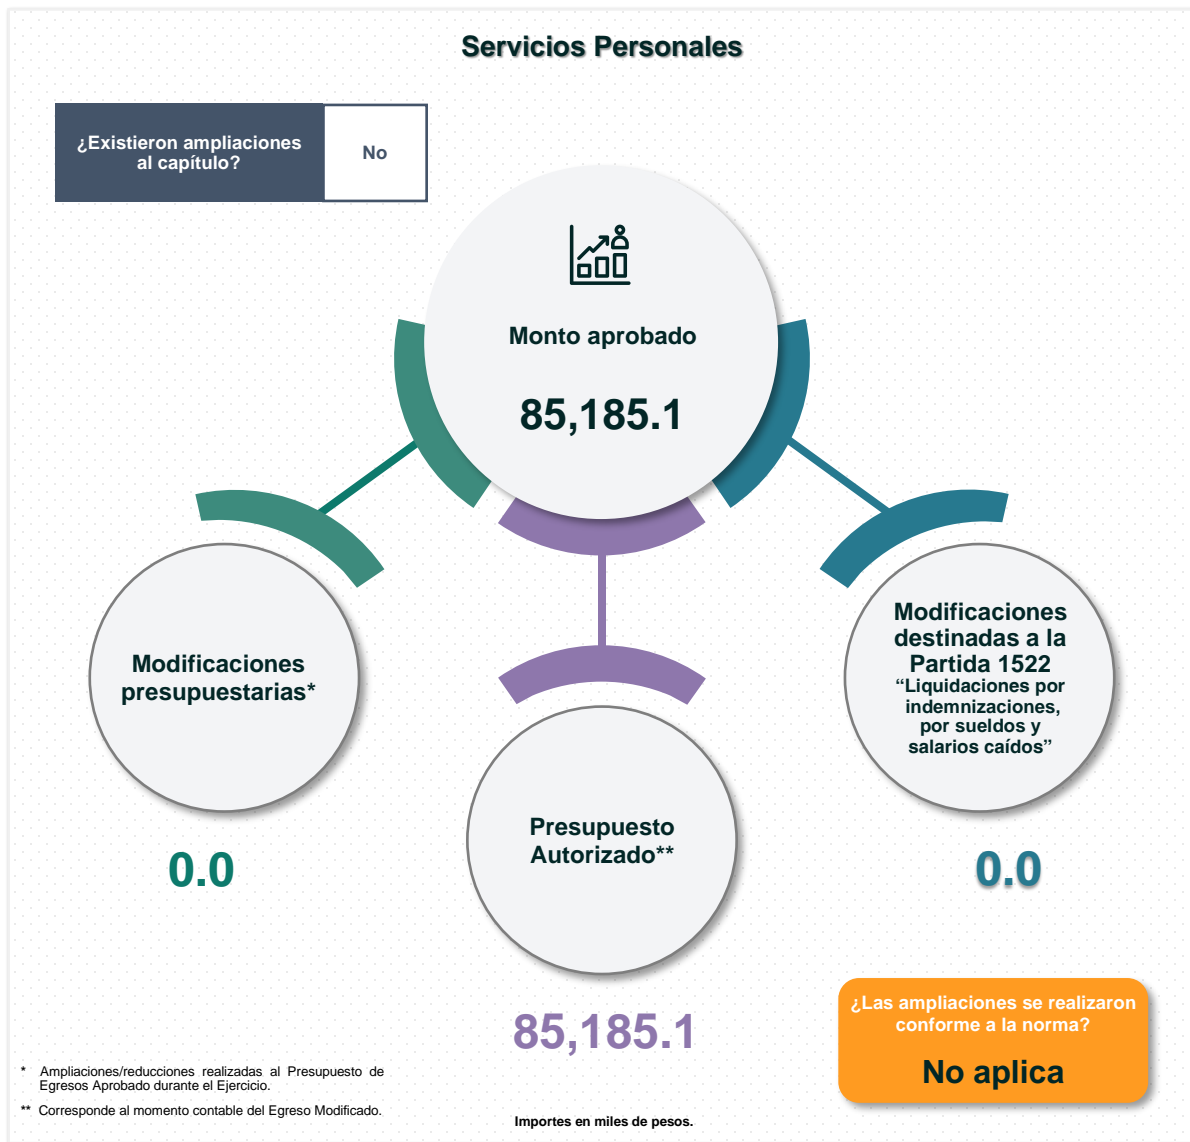 Servicios Personales
¿Existieron ampliaciones
al capítulo?
No
Monto aprobado
85,185.1
Modificaciones
presupuestarias*
0.0
Presupuesto
Autorizado**
85,185.1
Modificaciones
destinadas a la
Partida 1522
“Liquidaciones por
indemnizaciones,
por sueldos y
salarios caídos”
0.0
¿Las ampliaciones se realizaron
conforme a la norma?
No aplica
* Ampliaciones/reducciones realizadas al Presupuesto de
Egresos Aprobado durante el Ejercicio.
** Corresponde al momento contable del Egreso Modificado.
Importes en miles de pesos.